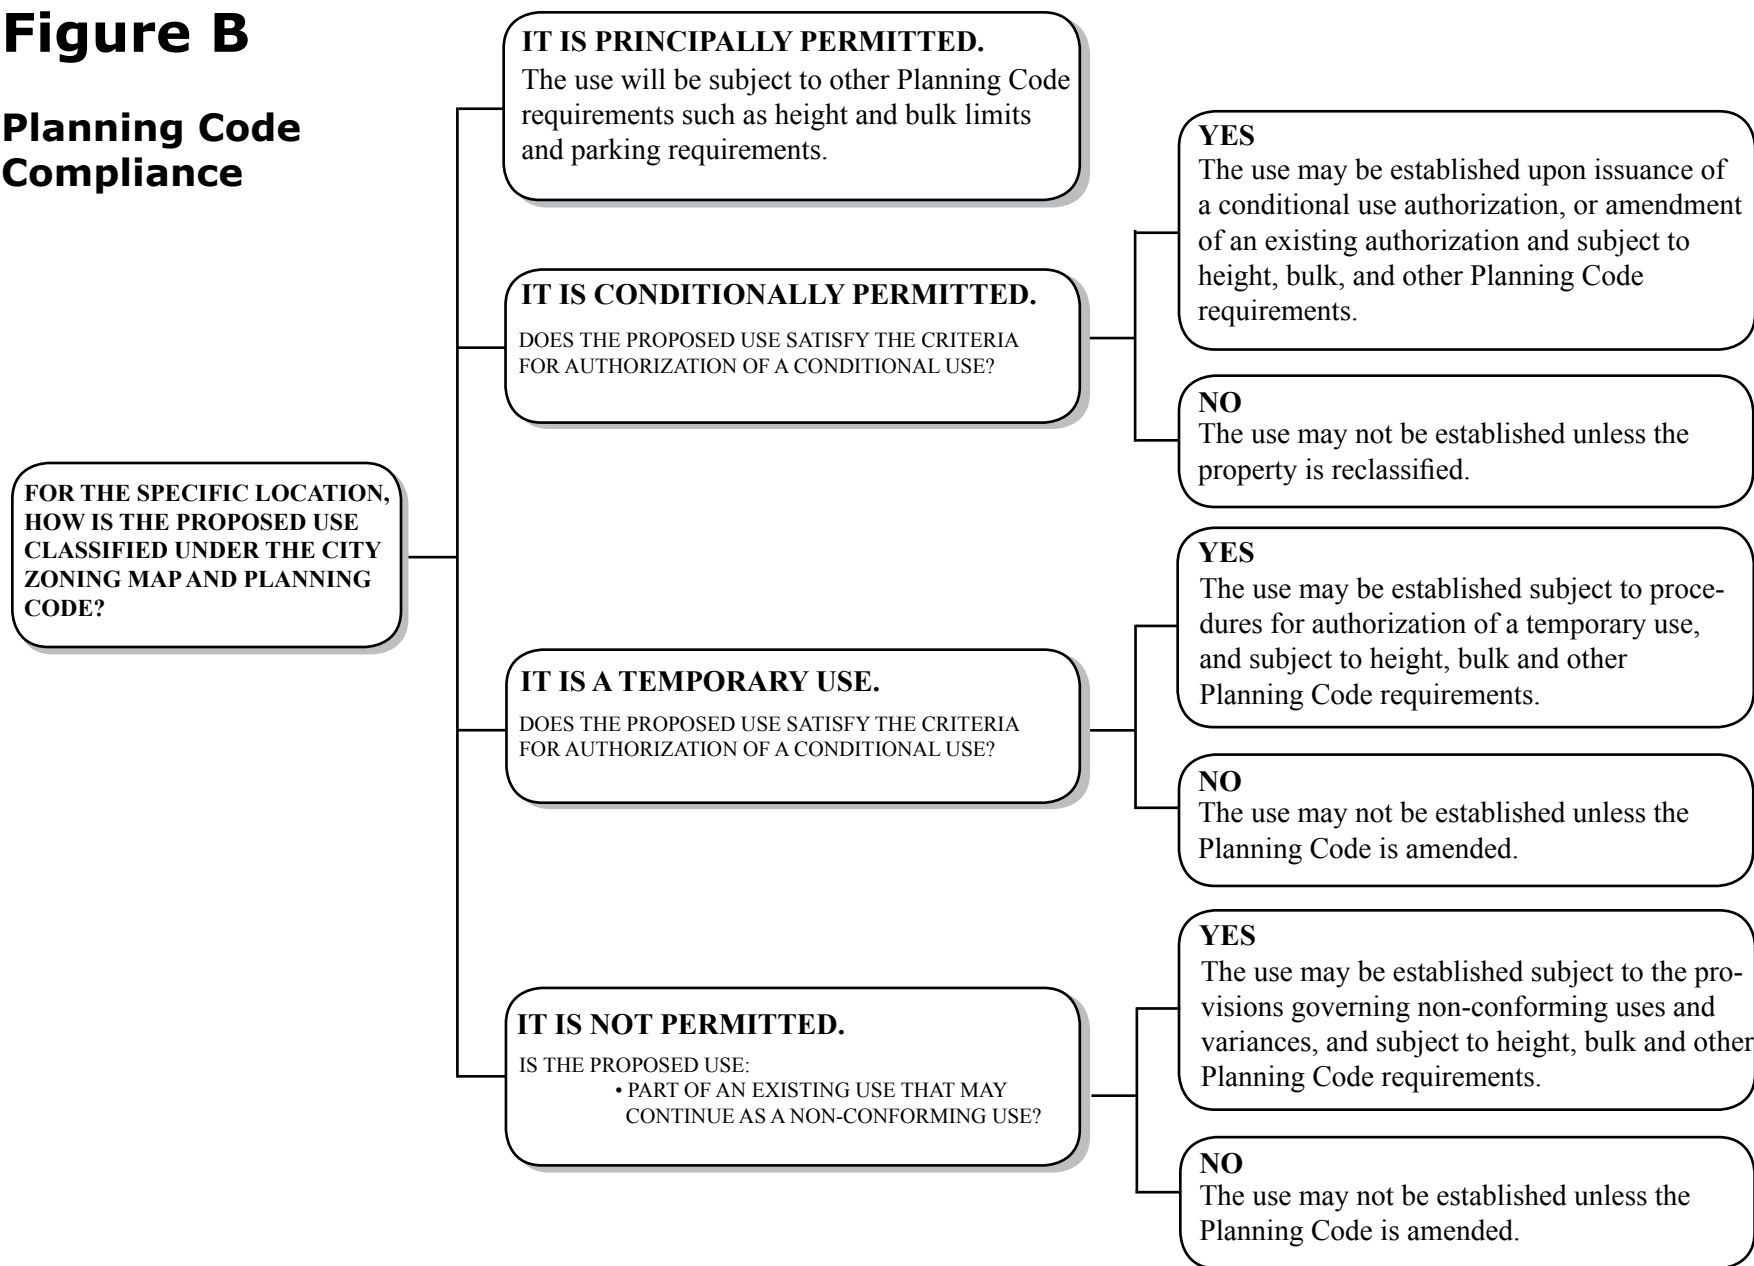 Figure B
Planning Code
Compliance
FOR THE SPECIFIC LOCATION,
HOW IS THE PROPOSED USE
CLASSIFIED UNDER THE CITY
ZONING MAP AND PLANNING
CODE?
IT IS PRINCIPALLY PERMITTED.
The use will be subject to other Planning Code
requirements such as height and bulk limits
and parking requirements.
IT IS CONDITIONALLY PERMITTED.
DOES THE PROPOSED USE SATISFY THE CRITERIA
FOR AUTHORIZATION OF A CONDITIONAL USE?
YES
The use may be established upon issuance of
a conditional use authorization, or amendment
of an existing authorization and subject to
height, bulk, and other Planning Code
requirements.
NO
The use may not be established unless the
property is reclassified.
IT IS A TEMPORARY USE.
DOES THE PROPOSED USE SATISFY THE CRITERIA
FOR AUTHORIZATION OF A CONDITIONAL USE?
YES
The use may be established subject to proce-
dures for authorization of a temporary use,
and subject to height, bulk and other
Planning Code requirements.
NO
The use may not be established unless the
Planning Code is amended.
IT IS NOT PERMITTED.
IS THE PROPOSED USE:
• PART OF AN EXISTING USE THAT MAY
CONTINUE AS A NON-CONFORMING USE?
YES
The use may be established subject to the pro-
visions governing non-conforming uses and
variances, and subject to height, bulk and other
Planning Code requirements.
NO
The use may not be established unless the
Planning Code is amended.